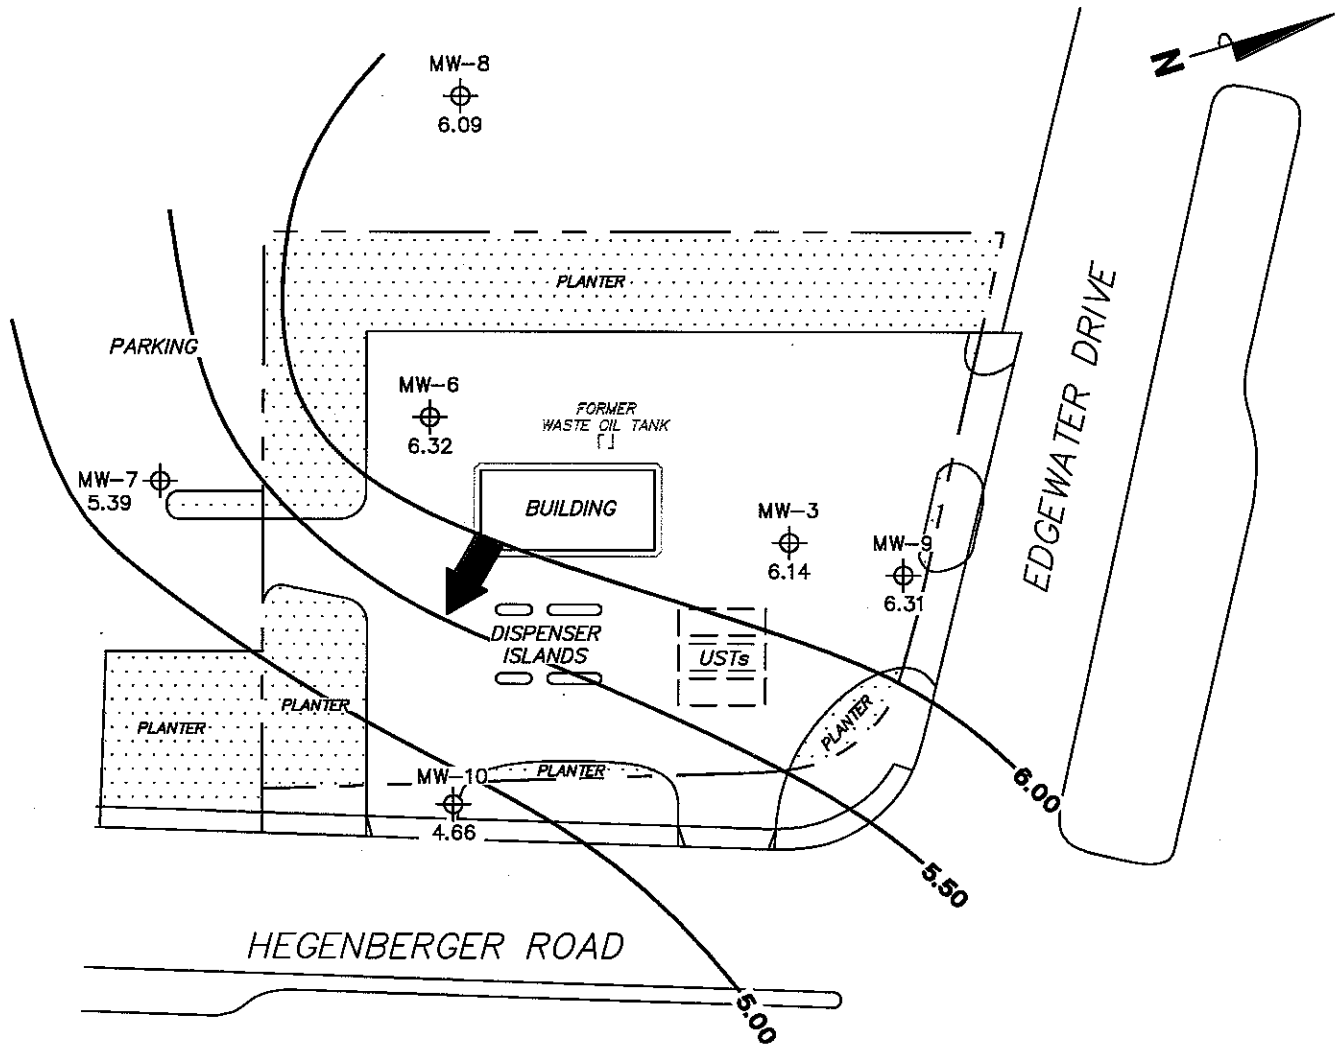 MW-8
6.09
N
PLANTER
PARKING
EDGEWATER DRIVE
MW-6
6.32
FORMER
WASTE OIL TANK
MW-7
5.39
BUILDING
MW-3
6.14
MW-9
6.31
DISPENSER
ISLANDS
USTs
PLANTER
PLANTER
PLANTER
PLANTER
MW-10
4.66
6.00
5.50
5.00
HEGENBERGER ROAD